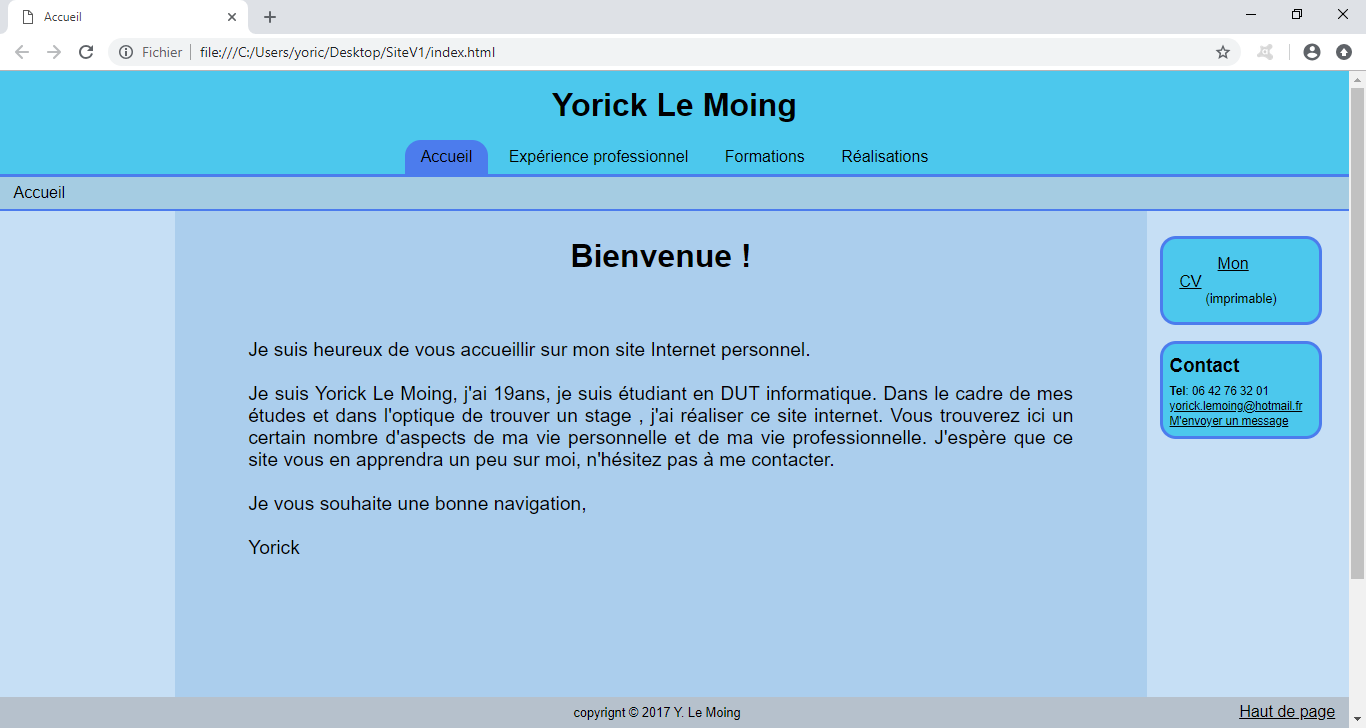 Accueil
Fichier
file:///C:/Users/yoric/Desktop/SiteV1/index.html
Yorick Le Moing
Accueil
Expérience professionnel
Formations
Réalisations
Accueil
Bienvenue !
Je suis heureux de vous accueillir sur mon site Internet personnel.
Je suis Yorick Le Moing, j'ai 19ans, je suis étudiant en DUT informatique. Dans le cadre de mes
études et dans l'optique de trouver un stage , j'ai réaliser ce site internet. Vous trouverez ici un
certain nombre d'aspects de ma vie personnelle et de ma vie professionnelle. J'espère que ce
site vous en apprendra un peu sur moi, n'hésitez pas à me contacter.
Je vous souhaite une bonne navigation,
Yorick
Mon
CV
(imprimable)
Contact
Tel: 06 42 76 32 01
yorick.lemoing@hotmail.fr
M'envoyer un message
copyright © 2017 Y. Le Moing
Haut de page